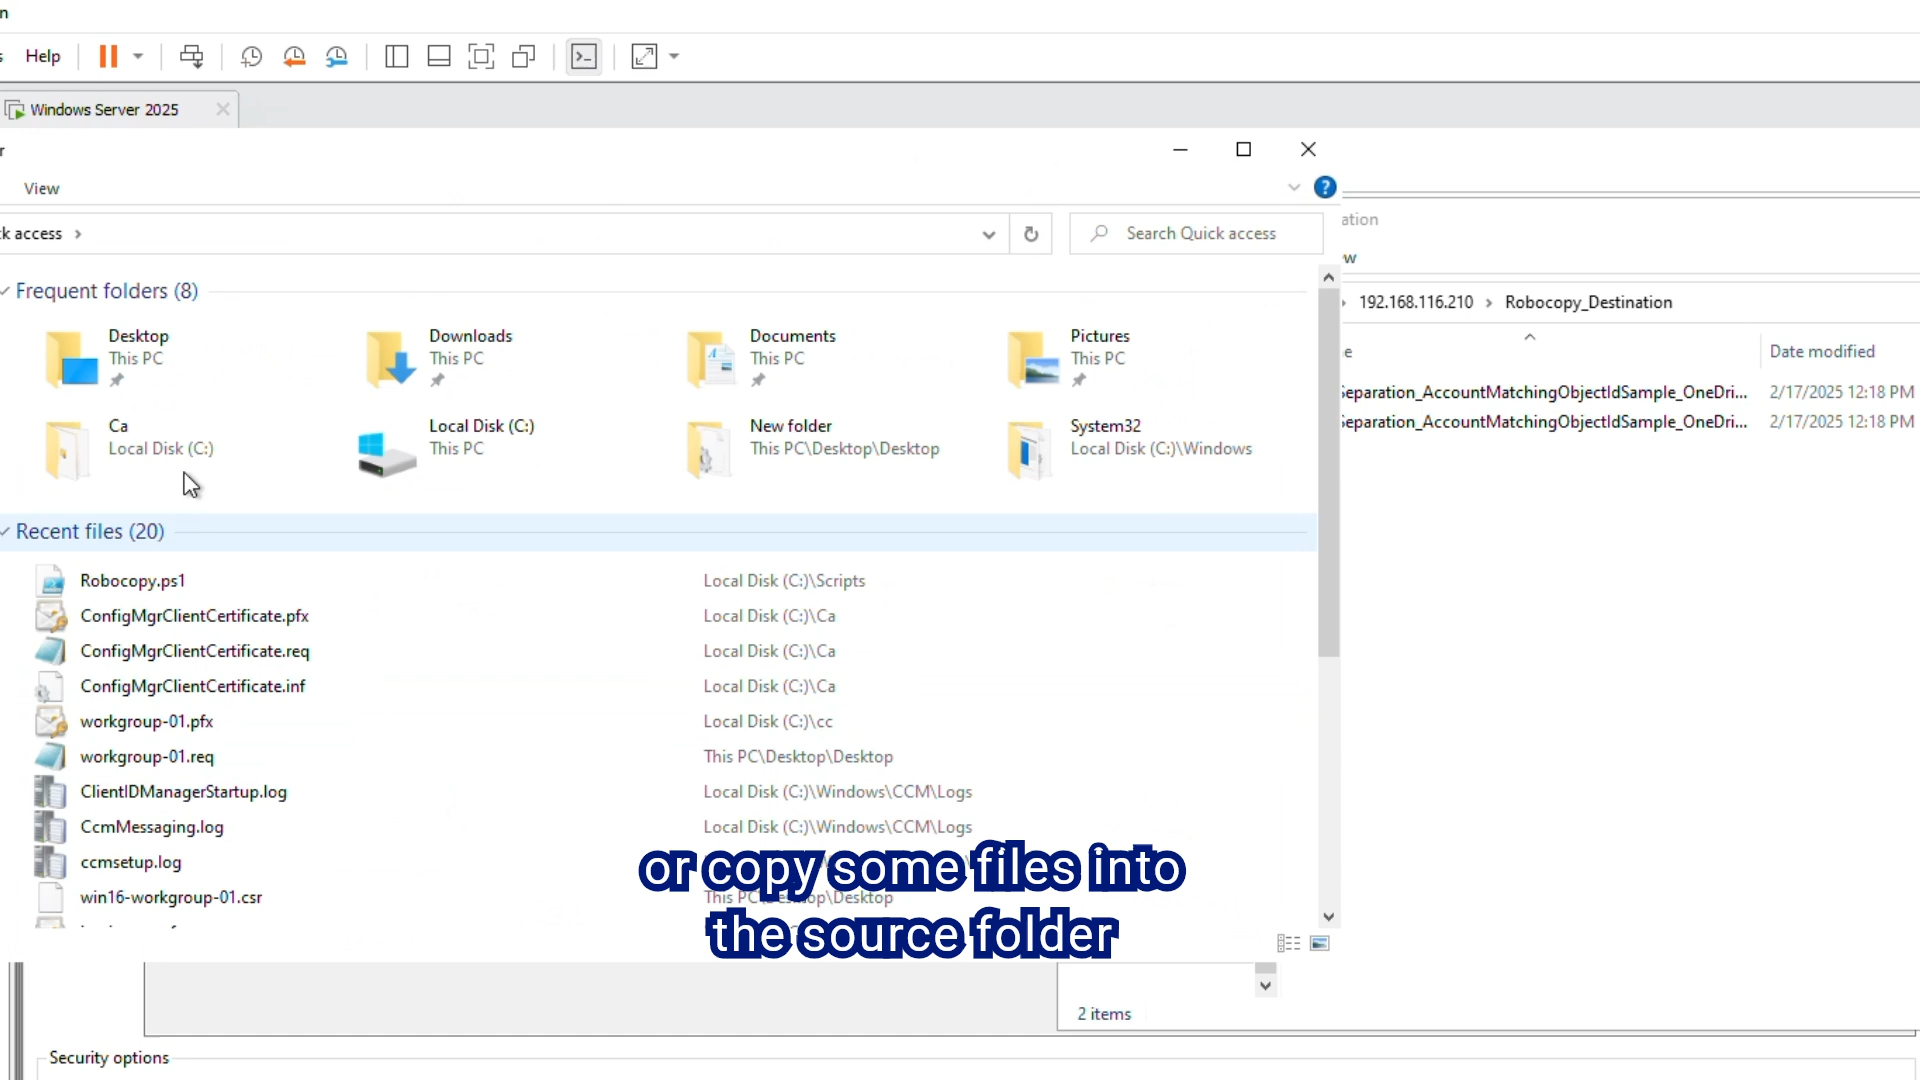 n
s Help
Windows Server 2025
r
View
k access
Search Quick access
ation
w
Frequent folders (8)
192.168.116.210 Robocopy_Destination
Desktop
This PC
Downloads
This PC
Documents
This PC
Pictures
This PC
e Date modified
Separation_AccountMatchingObjectIdSample_OneDri... 2/17/2025 12:18 PM
Separation_AccountMatchingObjectIdSample_OneDri... 2/17/2025 12:18 PM
Ca
Local Disk (C:)
Local Disk (C:)
This PC
New folder
This PC\Desktop\Desktop
System32
Local Disk (C:)\Windows
Recent files (20)
Robocopy.ps1 Local Disk (C:)\Scripts
ConfigMgrClientCertificate.pfx Local Disk (C:)\Ca
ConfigMgrClientCertificate.req Local Disk (C:)\Ca
ConfigMgrClientCertificate.inf Local Disk (C:)\Ca
workgroup-01.pfx Local Disk (C:)\cc
workgroup-01.req This PC\Desktop\Desktop
ClientIDManagerStartup.log Local Disk (C:)\Windows\CCM\Logs
CcmMessaging.log Local Disk (C:)\Windows\CCM\Logs
ccmsetup.log
win16-workgroup-01.csr This PC\Desktop\Desktop
or copy some files into
the source folder
2 items
Security options